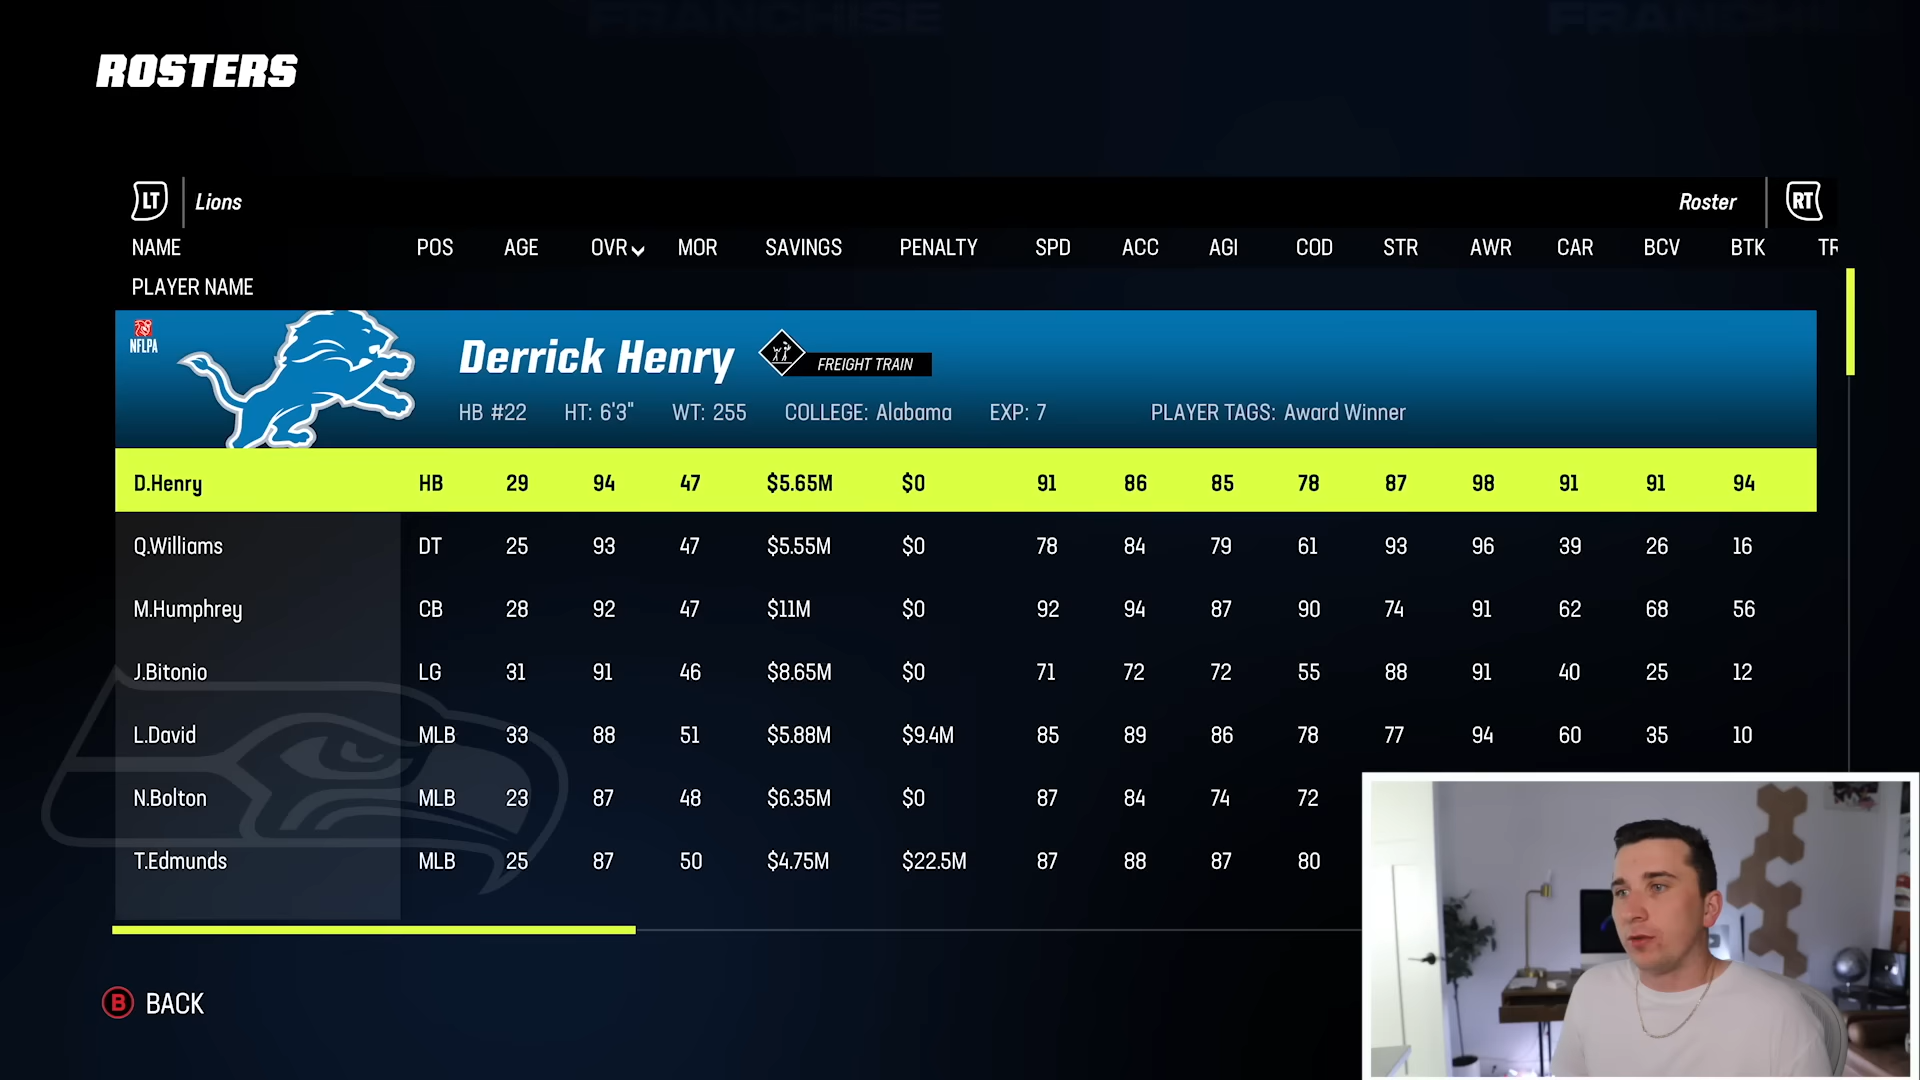 FRANCHISE
ROSTERS
LT Lions Roster RT
NAME POS AGE OVR MOR SAVINGS PENALTY SPD ACC AGI COD STR AWR CAR BCV BTK TR
PLAYER NAME
NFLPA
Derrick Henry FREIGHT TRAIN
HB #22 HT: 6'3" WT: 255 COLLEGE: Alabama EXP: 7 PLAYER TAGS: Award Winner
D.Henry HB 29 94 47 $5.65M $0 91 86 85 78 87 98 91 91 94
Q.Williams DT 25 93 47 $5.55M $0 78 84 79 61 93 96 39 26 16
M.Humphrey CB 28 92 47 $11M $0 92 94 87 90 74 91 62 68 56
J.Bitonio LG 31 91 46 $8.65M $0 71 72 72 55 88 91 40 25 12
L.David MLB 33 88 51 $5.88M $9.4M 85 89 86 78 77 94 60 35 10
N.Bolton MLB 23 87 48 $6.35M $0 87 84 74 72
T.Edmunds MLB 25 87 50 $4.75M $22.5M 87 88 87 80
B BACK